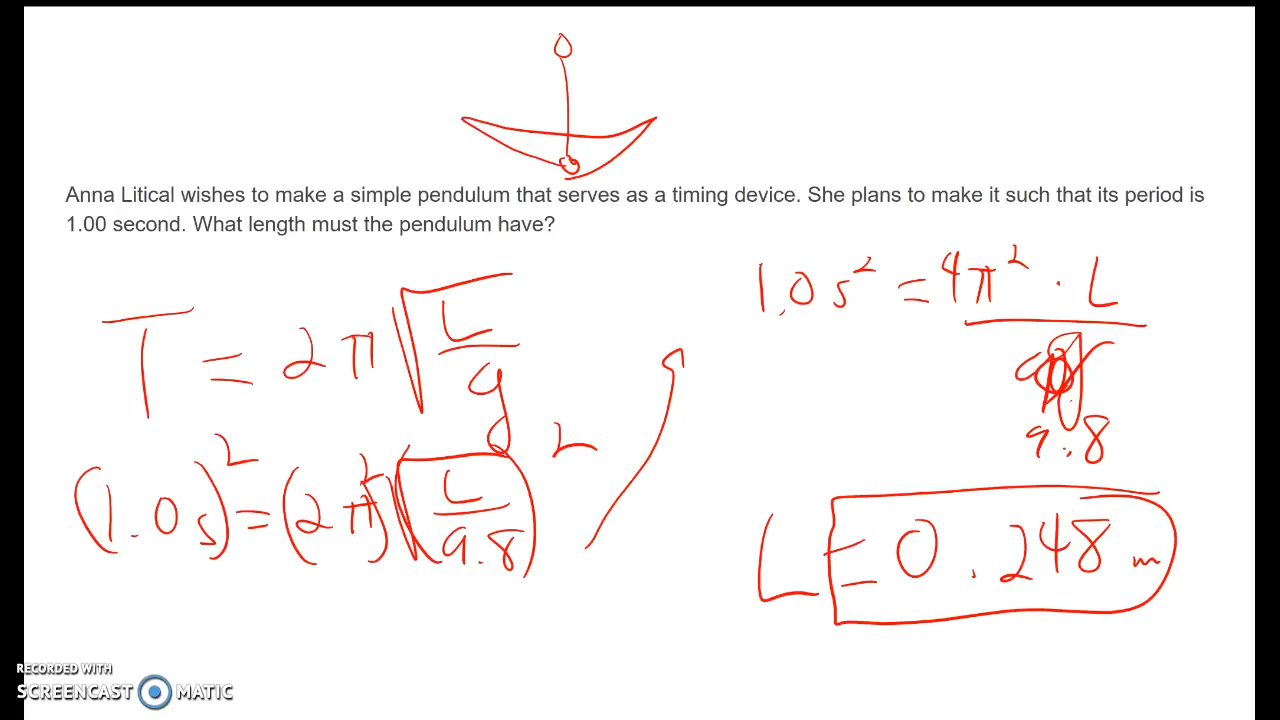 Anna Litical wishes to make a simple pendulum that serves as a timing device. She plans to make it such that its period is
1.00 second. What length must the pendulum have?
T = 2π√(L/g)
(1.0s)² = (2π)²(√(L/9.8))²
1.0s² = 4π² · L
9.8
L = 0.248 m
RECORDED WITH
SCREENCAST MATIC